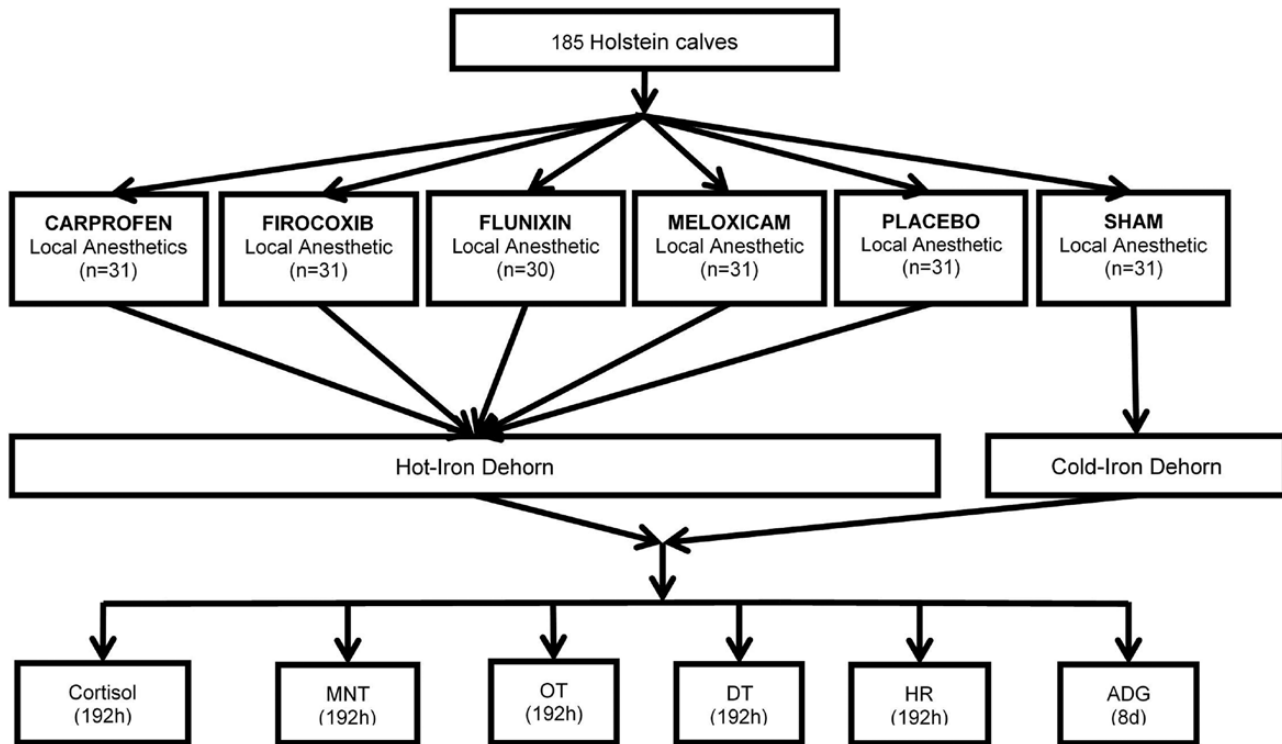 185 Holstein calves
CARPROFEN
Local Anesthetics
(n=31)
FIROCOXIB
Local Anesthetic
(n=31)
FLUNIXIN
Local Anesthetic
(n=30)
MELOXICAM
Local Anesthetic
(n=31)
PLACEBO
Local Anesthetic
(n=31)
SHAM
Local Anesthetic
(n=31)
Hot-Iron Dehorn
Cold-Iron Dehorn
Cortisol
(192h)
MNT
(192h)
OT
(192h)
DT
(192h)
HR
(192h)
ADG
(8d)